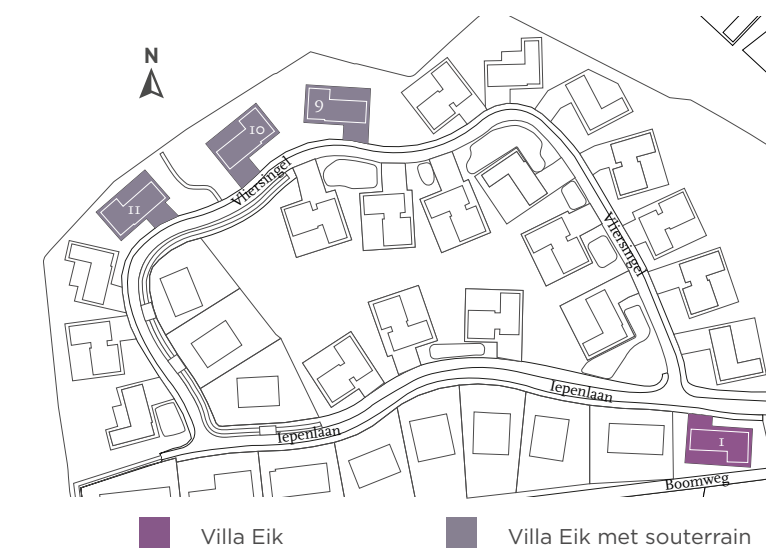 N
9
10
Vliersingel
11
Vliersingel
Iepenlaan
Iepenlaan
1
Boomweg
Villa Eik
Villa Eik met souterrain